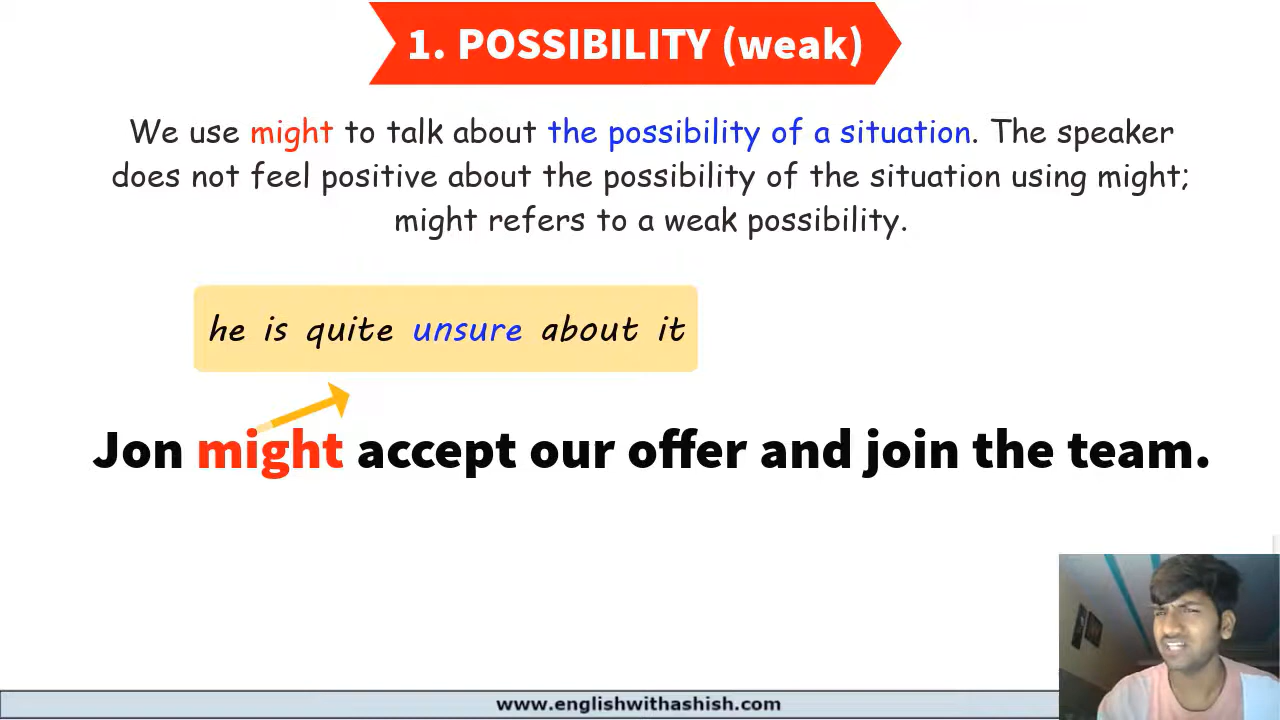 1. POSSIBILITY (weak)
We use might to talk about the possibility of a situation. The speaker
does not feel positive about the possibility of the situation using might;
might refers to a weak possibility.
he is quite unsure about it
Jon might accept our offer and join the team.
www.englishwithashish.com